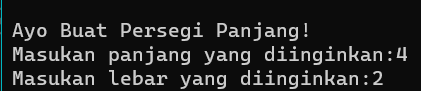 Ayo Buat Persegi Panjang!
Masukan panjang yang diinginkan:4
Masukan lebar yang diinginkan:2